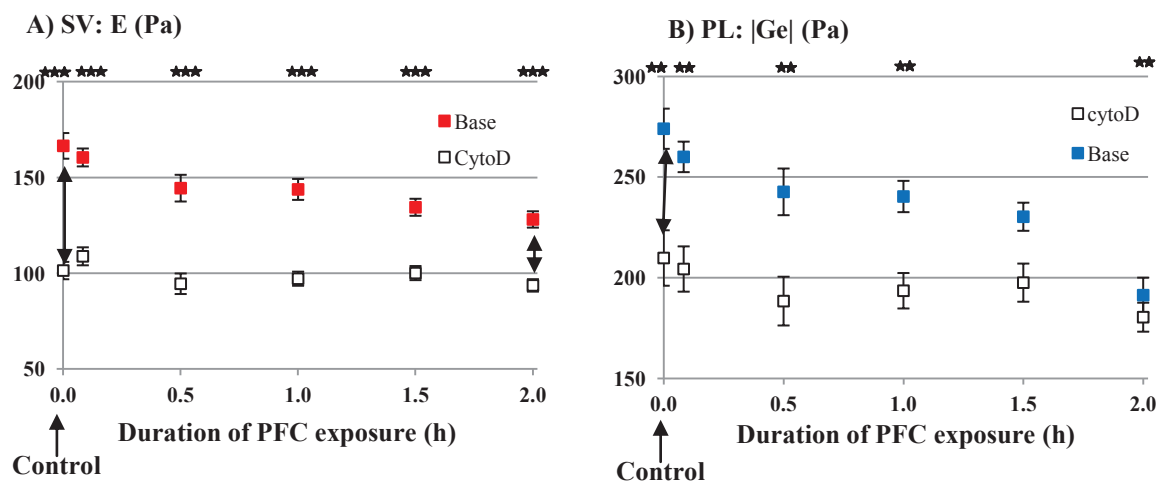 A) SV: E (Pa)
★★★ ★★★ ★★★ ★★★ ★★★ ★★★
200
150
100
50
Base
CytoD
0.0 0.5 1.0 1.5 2.0
Duration of PFC exposure (h)
Control
B) PL: |Ge| (Pa)
★★ ★★ ★★ ★★ ★★
300
250
200
150
cytoD
Base
0.0 0.5 1.0 1.5 2.0
Duration of PFC exposure (h)
Control